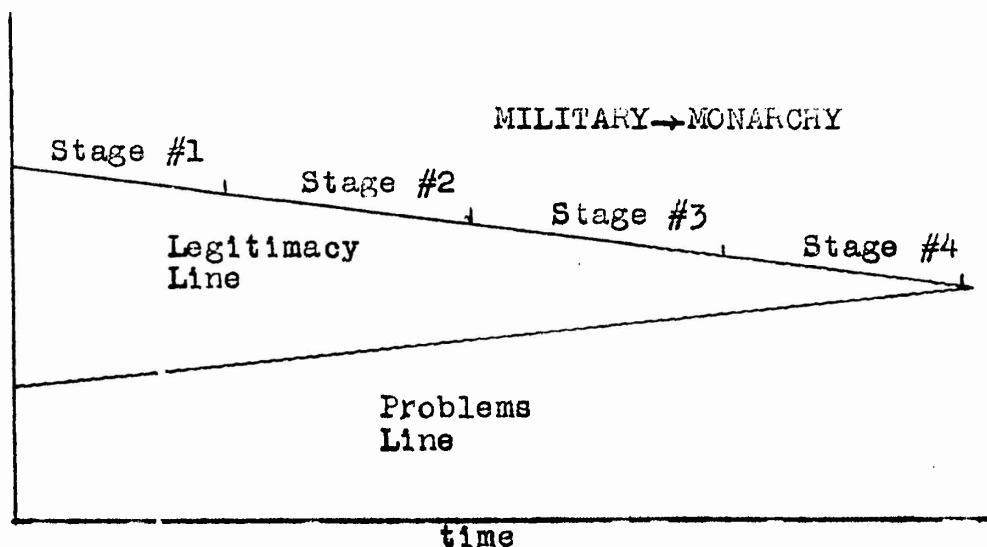 MILITARY→MONARCHY
Stage #1
Stage #2
Stage #3
Stage #4
Legitimacy
Line
Problems
Line
time